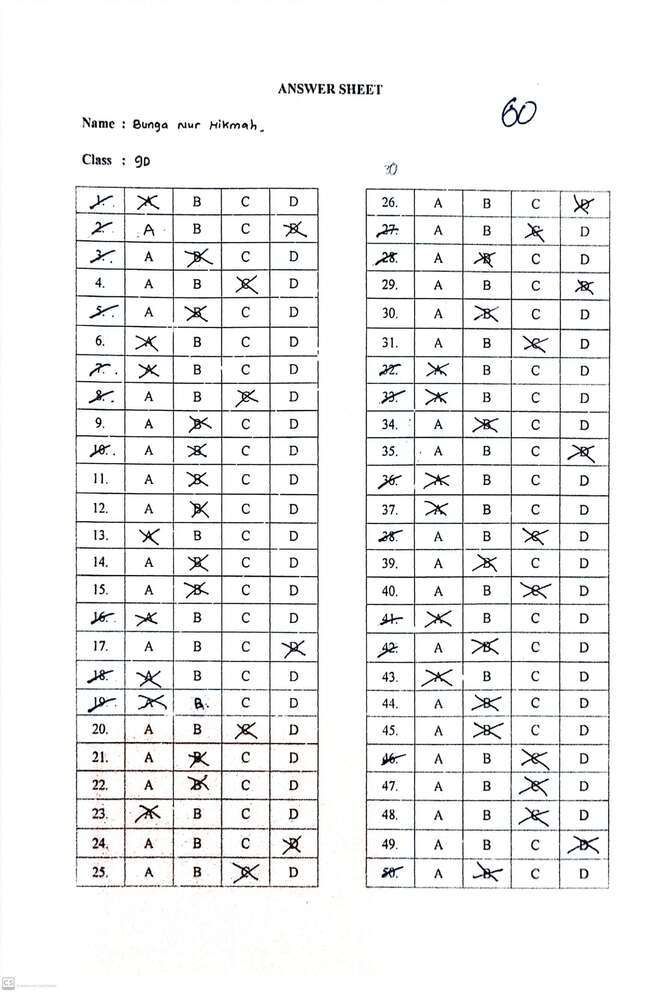 ANSWER SHEET
60
Name : Bunga Nur Hikmah.
Class : 9D
30
1. A B C D
2. A B C D
3. A B C D
4. A B C D
5. A B C D
6. A B C D
7. A B C D
8. A B C D
9. A B C D
10. A B C D
11. A B C D
12. A B C D
13. A B C D
14. A B C D
15. A B C D
16. A B C D
17. A B C D
18. A B C D
19. A B C D
20. A B C D
21. A B C D
22. A B C D
23. A B C D
24. A B C D
25. A B C D
26. A B C D
27. A B C D
28. A B C D
29. A B C D
30. A B C D
31. A B C D
32. A B C D
33. A B C D
34. A B C D
35. A B C D
36. A B C D
37. A B C D
38. A B C D
39. A B C D
40. A B C D
41. A B C D
42. A B C D
43. A B C D
44. A B C D
45. A B C D
46. A B C D
47. A B C D
48. A B C D
49. A B C D
50. A B C D
CS